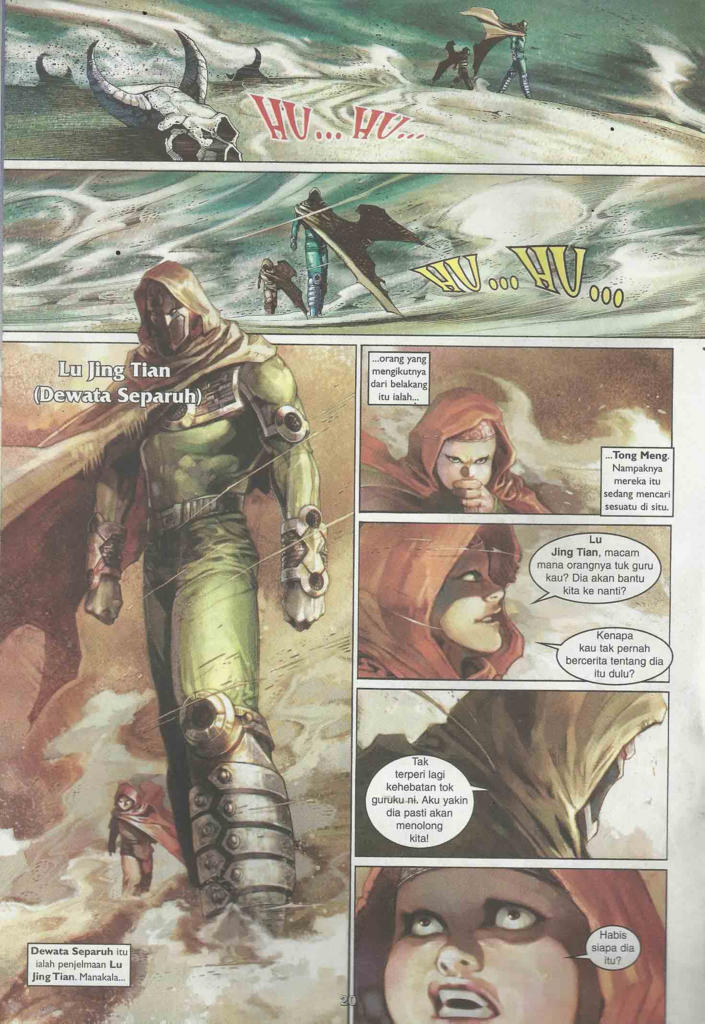 HU... HU...
HU... HU...
Lu Jing Tian
(Dewata Separuh)
Dewata Separuh itu
ialah penjelmaan Lu
Jing Tian. Manakala...
...orang yang
mengikutnya
dari belakang
itu ialah...
...Tong Meng.
Nampaknya
mereka itu
sedang mencari
sesuatu di situ.
Lu
Jing Tian, macam
mana orangnya tuk guru
kau? Dia akan bantu
kita ke nanti?
Kenapa
kau tak pernah
bercerita tentang dia
itu dulu?
Tak
terperi lagi
kehebatan tok
guruku ni. Aku yakin
dia pasti akan
menolong
kita!
Habis
siapa dia
itu?
20